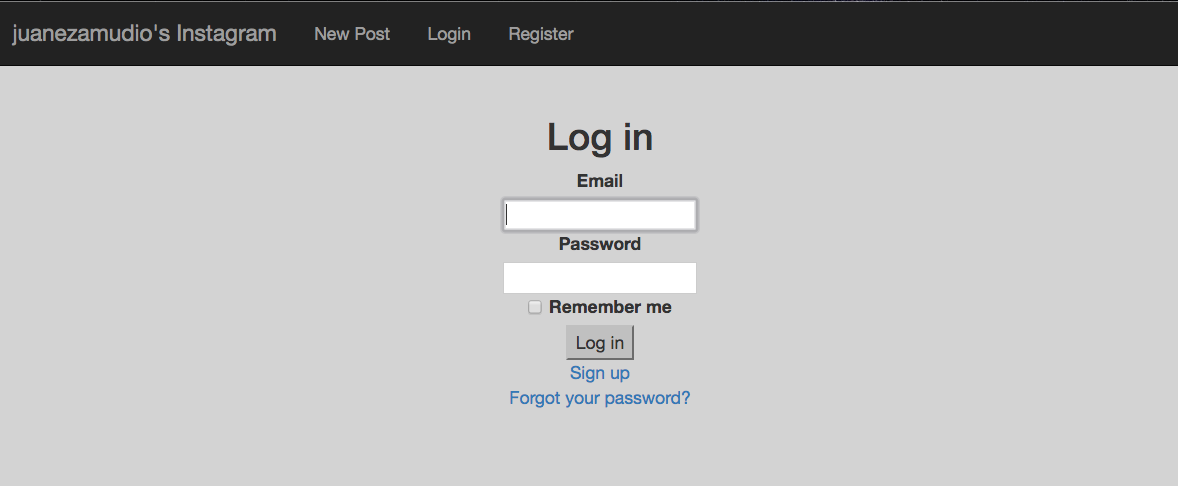 juanezamudio's Instagram New Post Login Register
Log in
Email
Password
Remember me
Log in
Sign up
Forgot your password?